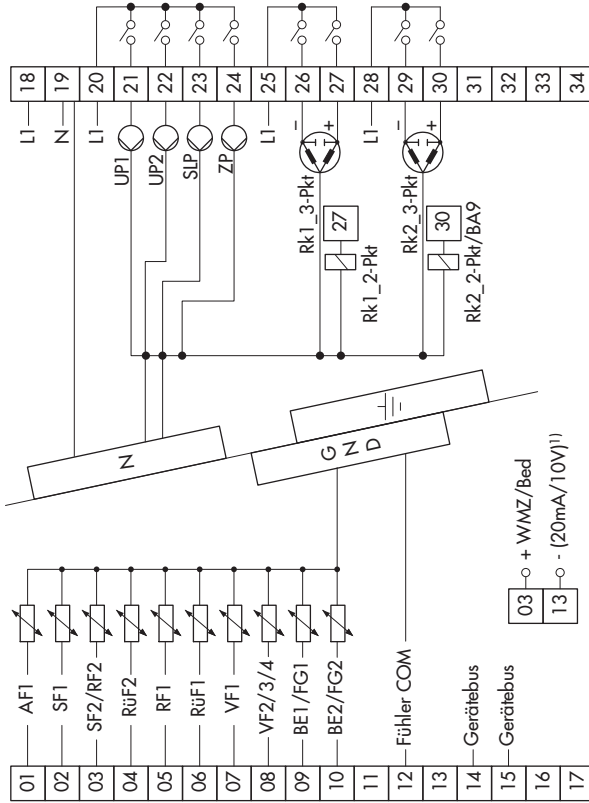 18
19
20
21
22
23
24
25
26
27
28
29
30
31
32
33
34
L1
N
L1
UP1
UP2
SLP
ZP
L1
–
+
Rk1_3-Pkt
27
Rk1_2-Pkt
L1
–
+
Rk2_3-Pkt
30
Rk2_2-Pkt/BA9
N
GND
01
02
03
04
05
06
07
08
09
10
11
12
13
14
15
16
17
AF1
SF1
SF2/RF2
RüF2
RF1
RüF1
VF1
VF2/3/4
BE1/FG1
BE2/FG2
Fühler COM
Gerätebus
Gerätebus
03 + WMZ/Bed
13 - (20mA/10V)¹⁾